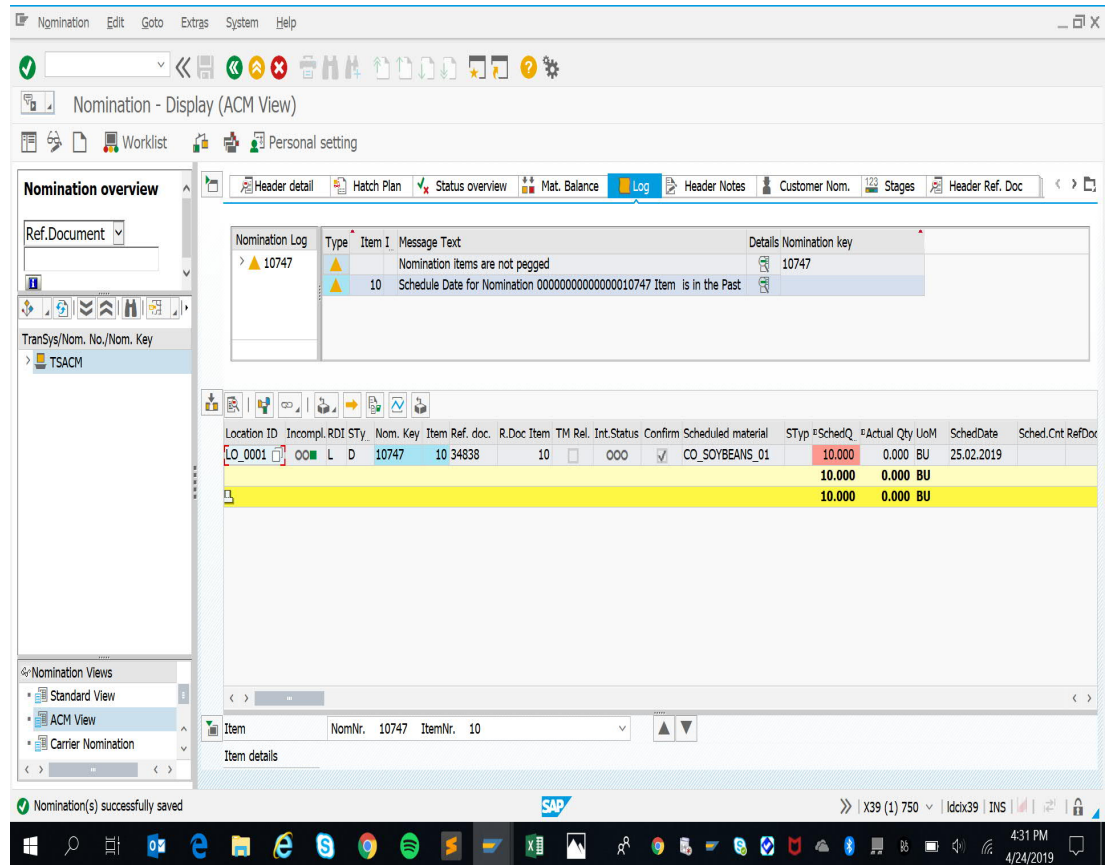 Nomination Edit Goto Extras System Help
Nomination - Display (ACM View)
Worklist Personal setting
Nomination overview
Ref.Document
TranSys/Nom. No./Nom. Key
TSACM
Nomination Views
Standard View
ACM View
Carrier Nomination
Header detail Hatch Plan Status overview Mat. Balance Log Header Notes Customer Nom. 123 Stages Header Ref. Doc
Nomination Log Type Item I Message Text Details Nomination key
10747 Nomination items are not pegged 10747
10 Schedule Date for Nomination 00000000000000010747 Item is in the Past
Location ID Incompl. RDI STy Nom. Key Item Ref. doc. R.Doc Item TM Rel. Int.Status Confirm Scheduled material STyp SchedQ Actual Qty UoM SchedDate Sched.Cnt RefDoc
LO_0001 L D 10747 10 34838 10 CO_SOYBEANS_01 10.000 0.000 BU 25.02.2019
10.000 0.000 BU
10.000 0.000 BU
Item NomNr. 10747 ItemNr. 10
Item details
Nomination(s) successfully saved SAP X39 (1) 750 ldcix39 INS
4:31 PM
4/24/2019